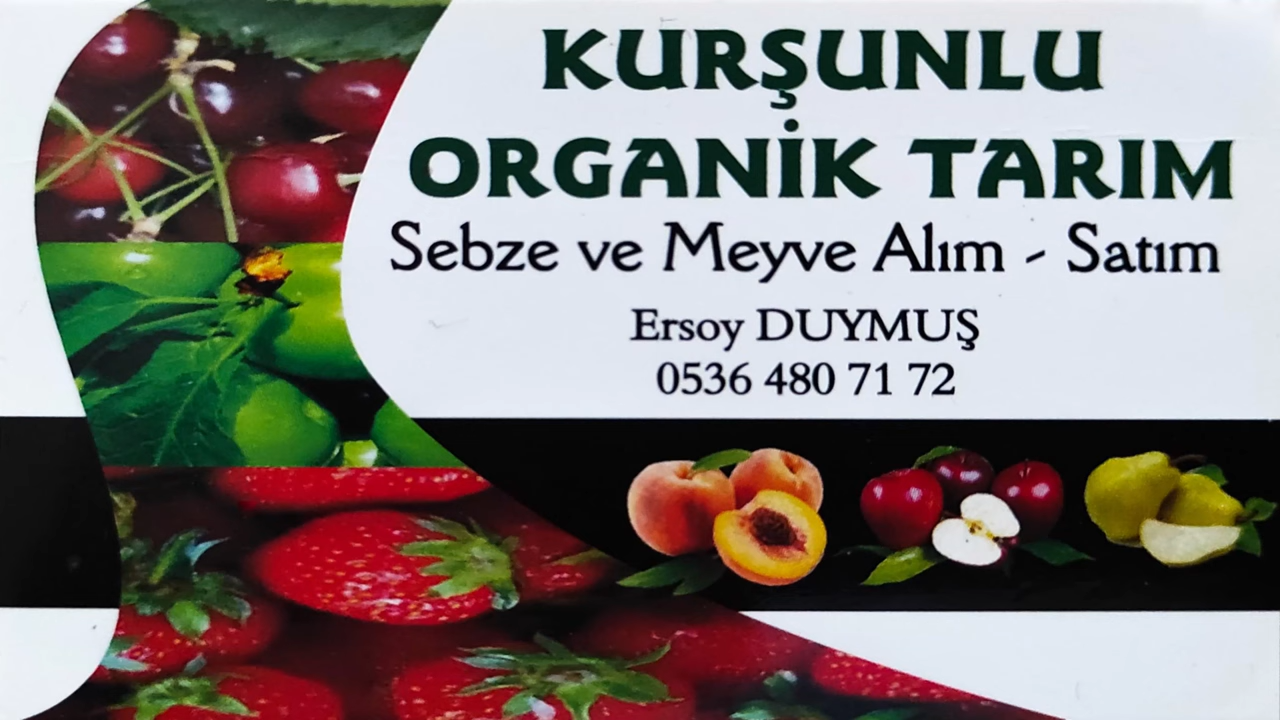 KURŞUNLU
ORGANİK TARIM
Sebze ve Meyve Alım - Satım
Ersoy DUYMUŞ
0536 480 71 72